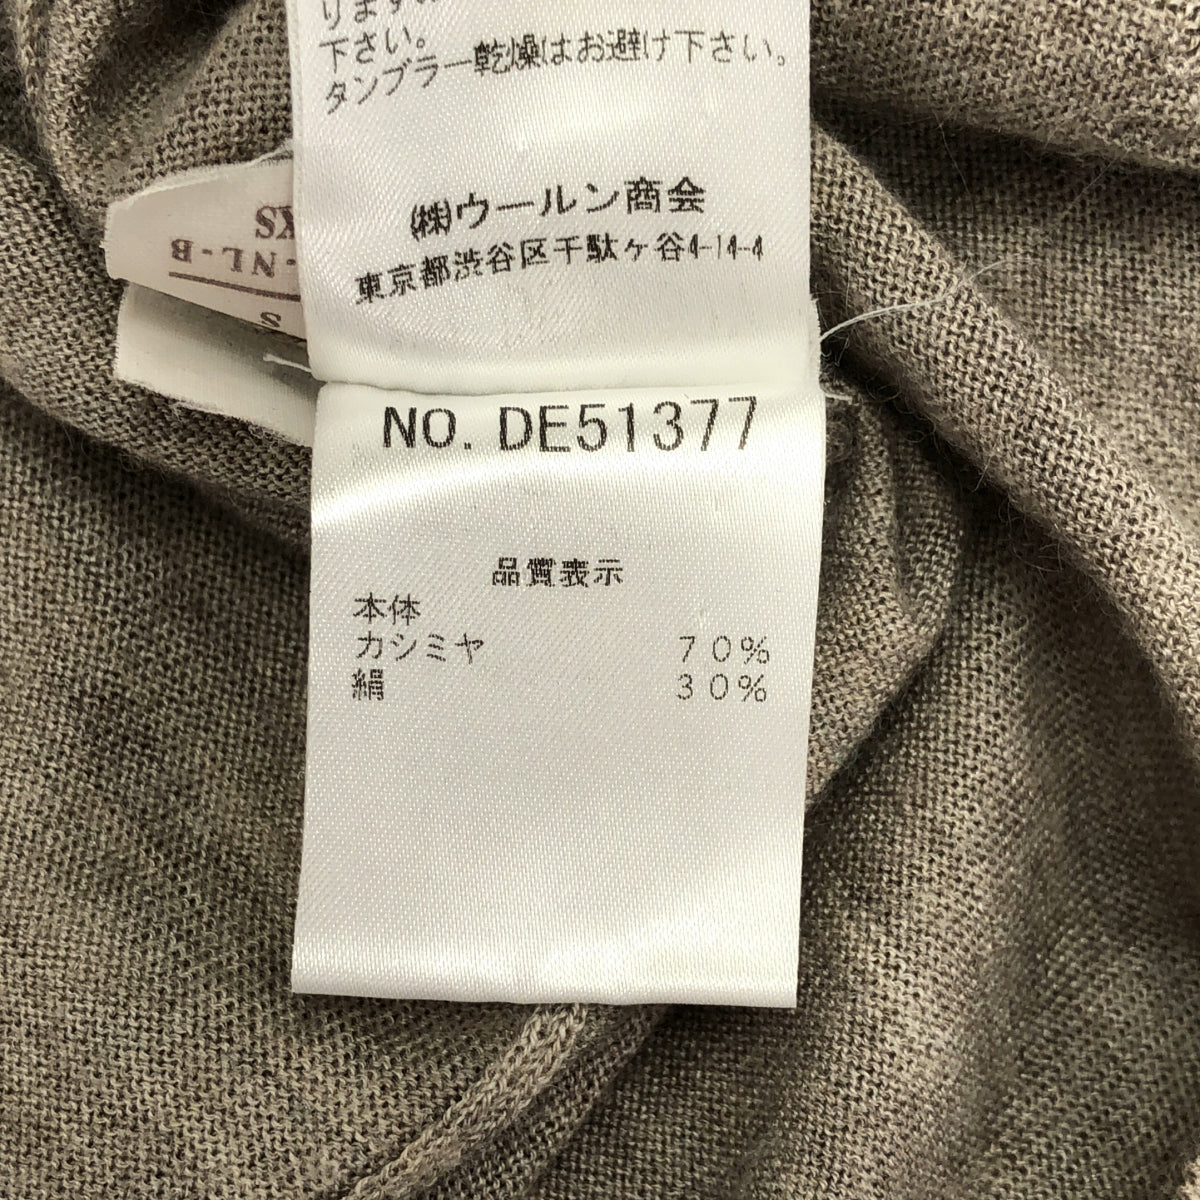 下さい。
タンブラー乾燥はお避け下さい。
㈱ウールン商会
東京都渋谷区千駄ヶ谷4-14-4
NO. DE51377
品質表示
本体
カシミヤ 70%
絹 30%
-NL-B
S